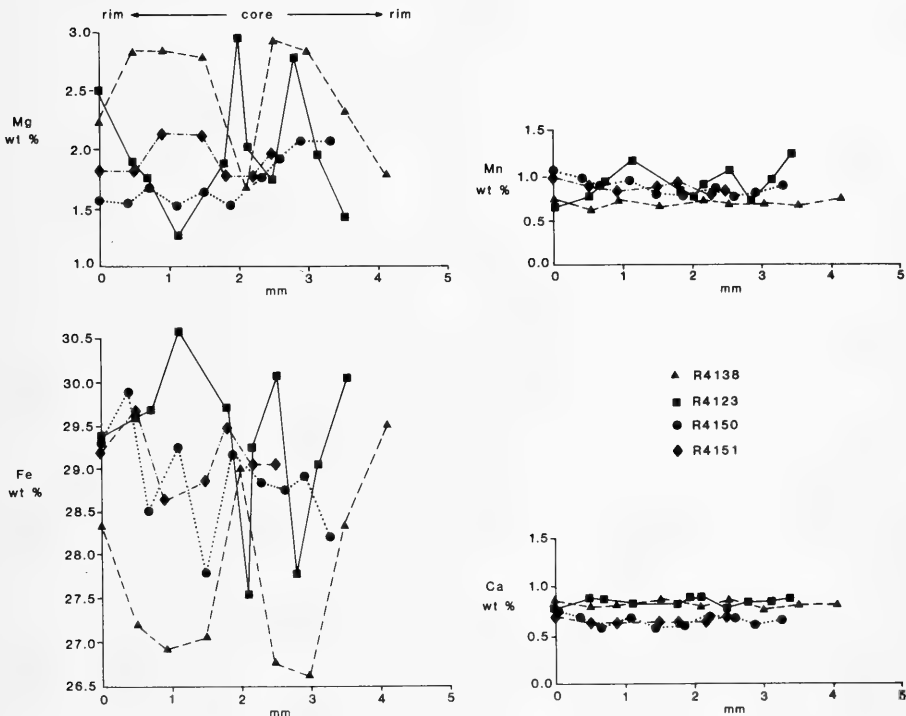 rim core rim
3.0
2.5
Mg
wt %
2.0
1.5
1.0
0 1 2 3 4 5
mm
1.5
Mn
1.0
wt %
0.5
0.0
0 1 2 3 4 5
mm
30.5
30.0
29.5
29.0
Fe
wt %
28.5
28.0
27.5
27.0
26.5
0 1 2 3 4 5
mm
R4138
R4123
R4150
R4151
1.5
Ca
1.0
wt %
0.5
0.0
0 1 2 3 4 5
mm